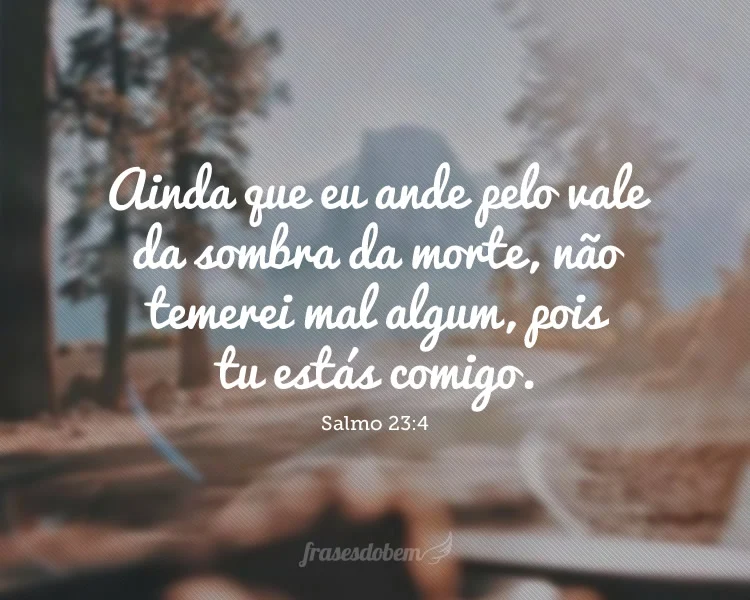 Ainda que eu ande pelo vale
da sombra da morte, não
temerei mal algum, pois
tu estás comigo.
Salmo 23:4
frasesdobem